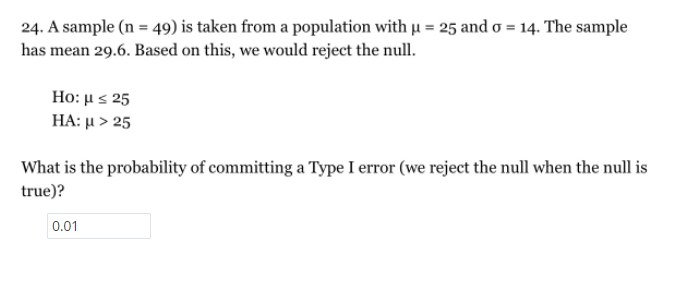 24. A sample (n = 49) is taken from a population with μ = 25 and σ = 14. The sample
has mean 29.6. Based on this, we would reject the null.
Ho: μ ≤ 25
HA: μ > 25
What is the probability of committing a Type I error (we reject the null when the null is
true)?
0.01